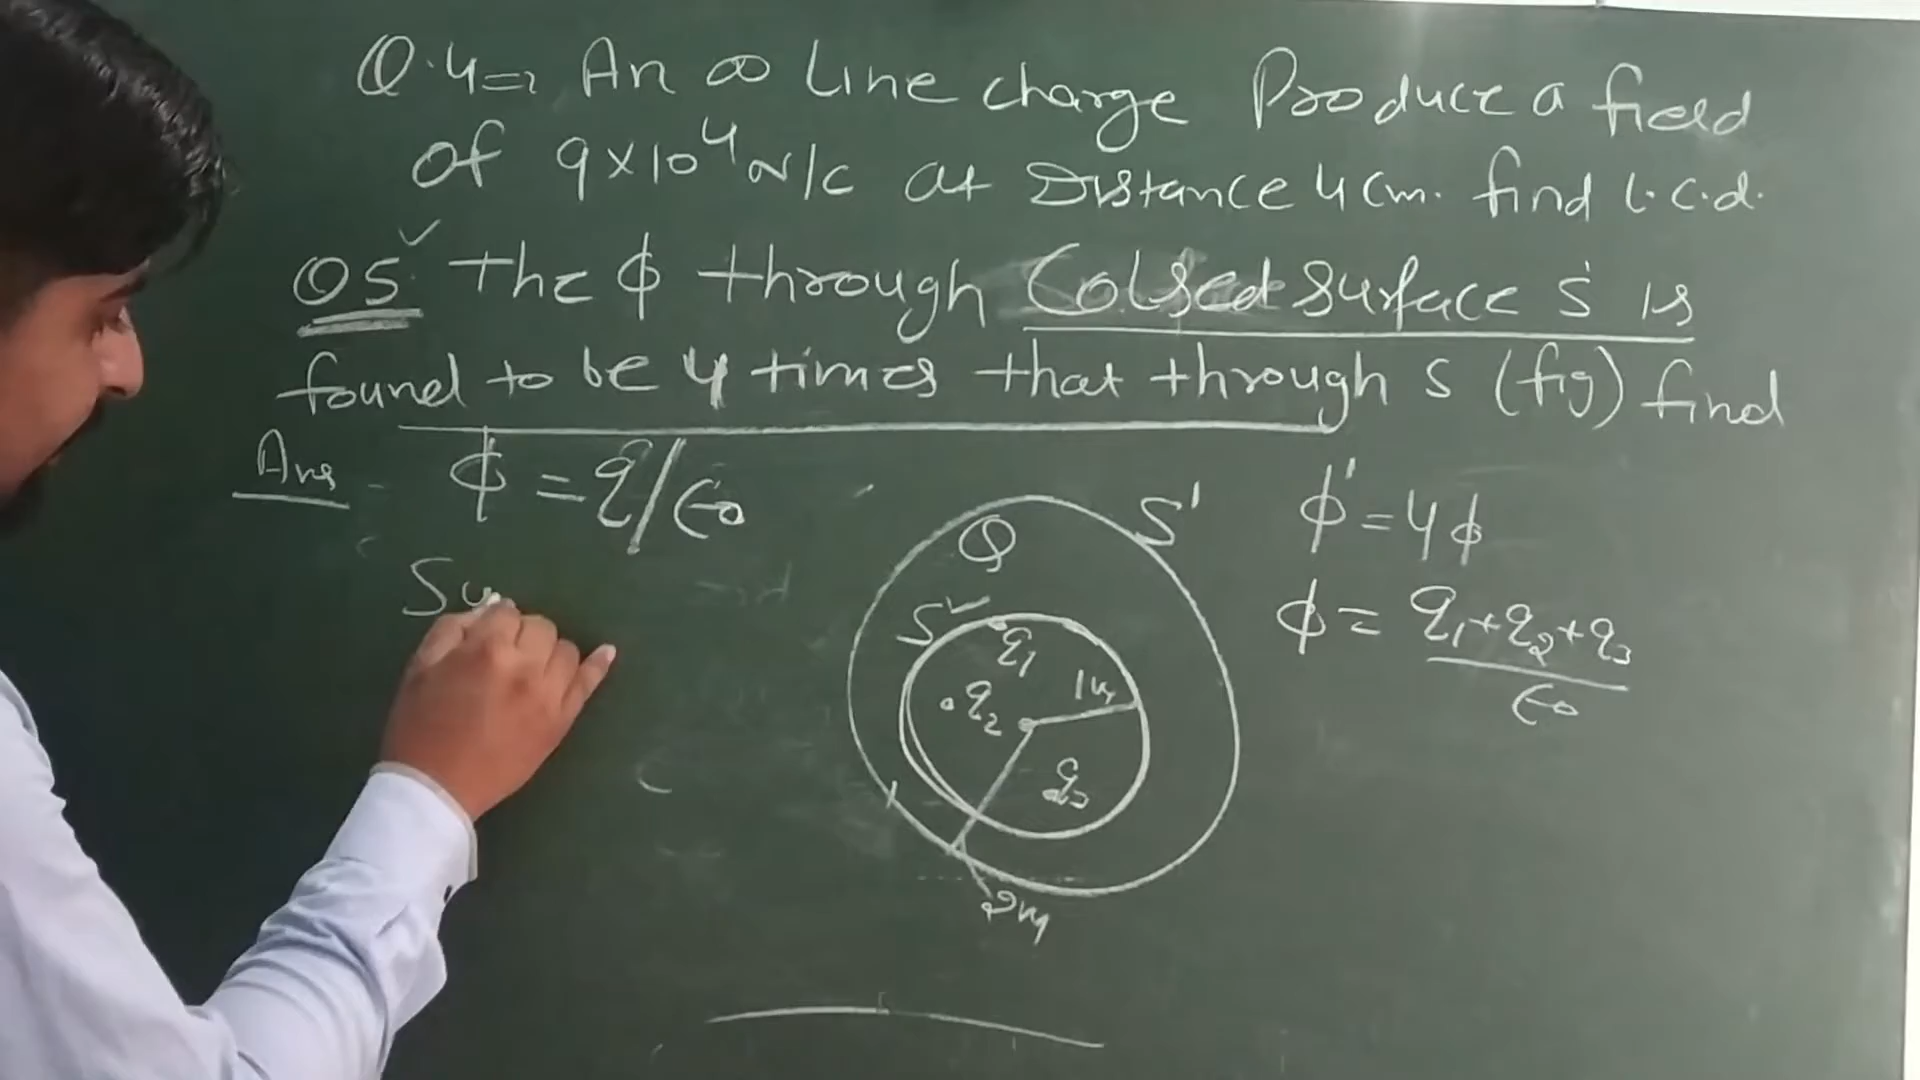 Q.4 ⇒ An ∞ Line charge Produce a field
of 9×10⁴ N/C at Distance 4 cm. find l.c.d.
Q5 The ϕ through Colsed surface S' is
found to be 4 times that through S (fig) find
Ans ϕ = q/ϵ₀
Su
S'
Q
S
q₁
q₂
q₃
ϕ' = 4ϕ
ϕ = q₁+q₂+q₃
ϵ₀